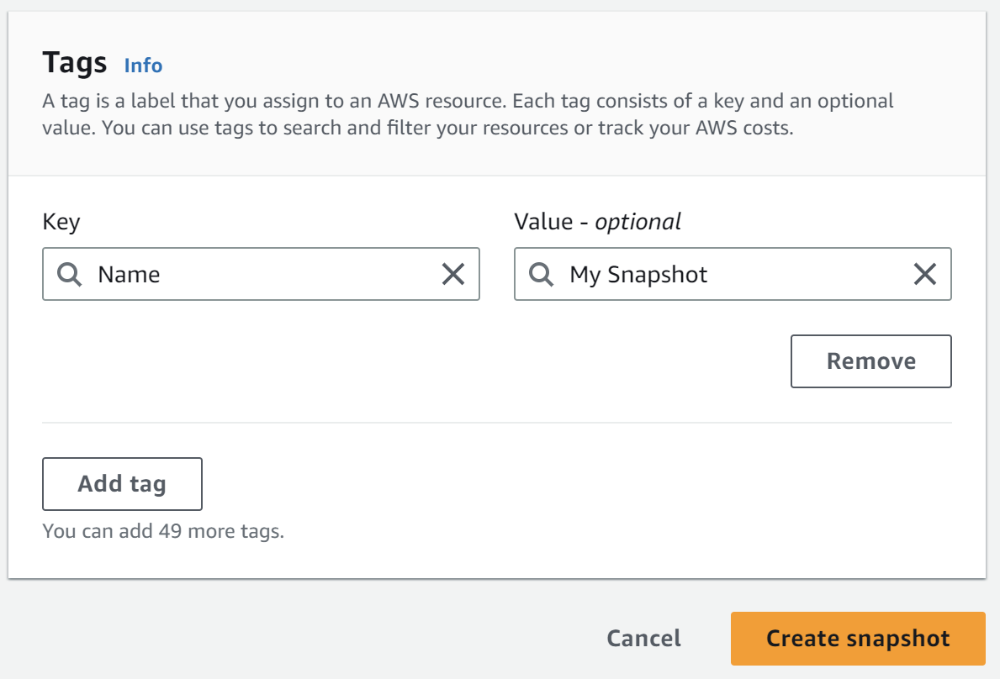 Tags Info
A tag is a label that you assign to an AWS resource. Each tag consists of a key and an optional
value. You can use tags to search and filter your resources or track your AWS costs.
Key
Value - optional
Name
My Snapshot
Remove
Add tag
You can add 49 more tags.
Cancel
Create snapshot